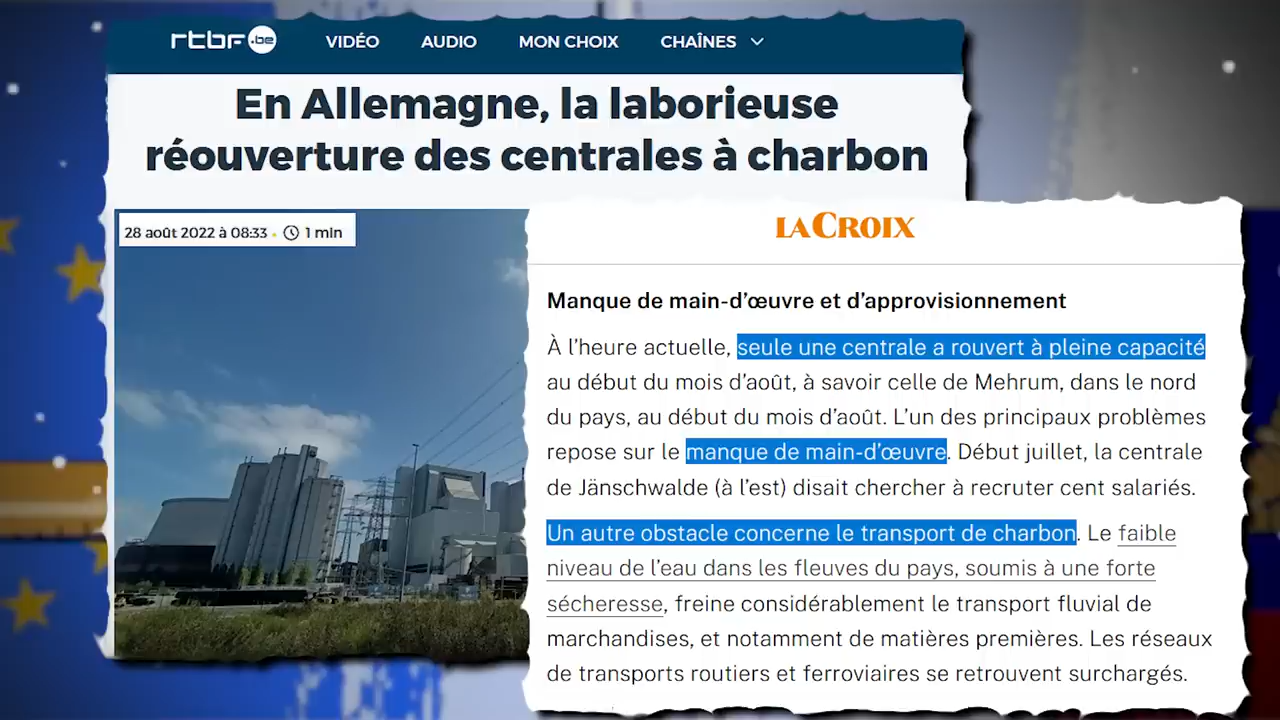 rtbf.be VIDÉO AUDIO MON CHOIX CHAÎNES
En Allemagne, la laborieuse
réouverture des centrales à charbon
28 août 2022 à 08:33 • 1 min
LA CROIX
Manque de main-d’œuvre et d’approvisionnement
À l’heure actuelle, seule une centrale a rouvert à pleine capacité
au début du mois d’août, à savoir celle de Mehrum, dans le nord
du pays, au début du mois d’août. L’un des principaux problèmes
repose sur le manque de main-d’œuvre. Début juillet, la centrale
de Jänschwalde (à l’est) disait chercher à recruter cent salariés.
Un autre obstacle concerne le transport de charbon. Le faible
niveau de l’eau dans les fleuves du pays, soumis à une forte
sécheresse, freine considérablement le transport fluvial de
marchandises, et notamment de matières premières. Les réseaux
de transports routiers et ferroviaires se retrouvent surchargés.